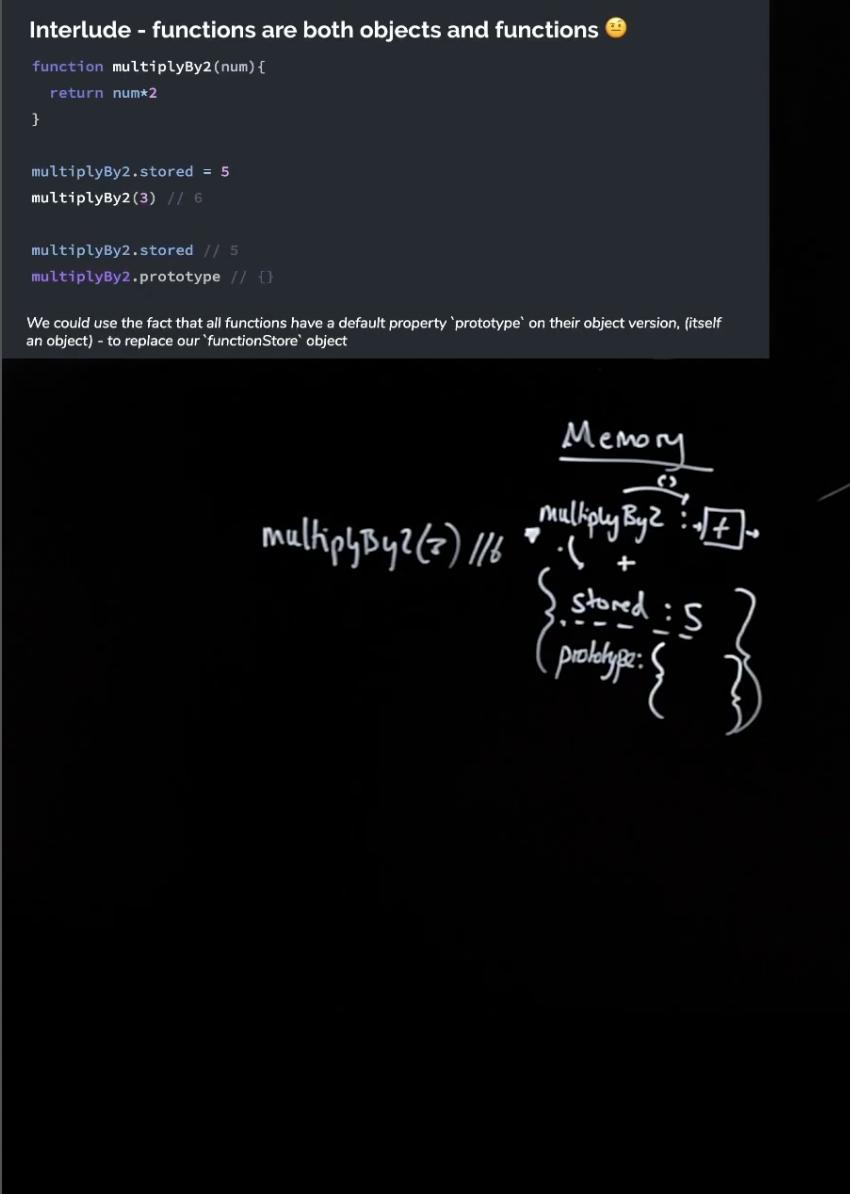 Interlude - functions are both objects and functions 🤨
function multiplyBy2(num){
return num*2
}
multiplyBy2.stored = 5
multiplyBy2(3) // 6
multiplyBy2.stored // 5
multiplyBy2.prototype // {}
We could use the fact that all functions have a default property `prototype` on their object version, (itself
an object) - to replace our `functionStore` object
Memory
()
multiplyBy2 : → f →
multiplyBy2(3) //6
. (
+
{ stored : 5
prototype: { } }